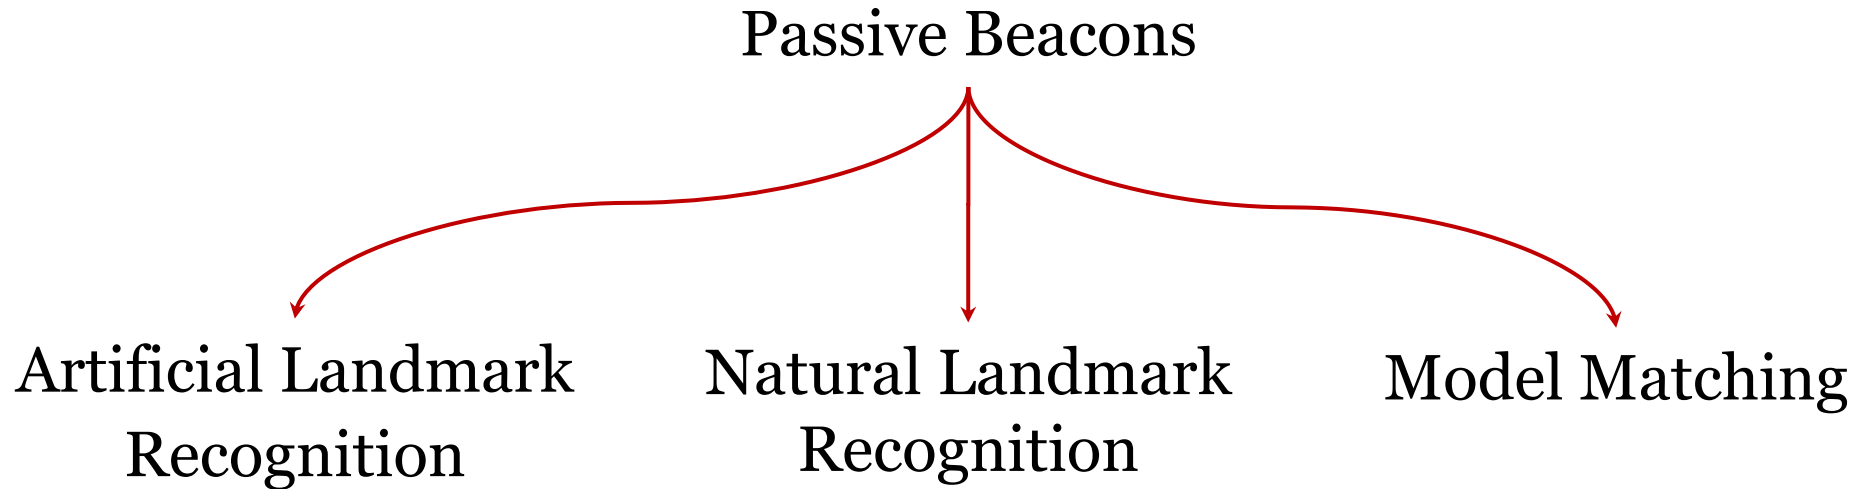 Passive Beacons
Artificial Landmark
Recognition
Natural Landmark
Recognition
Model Matching